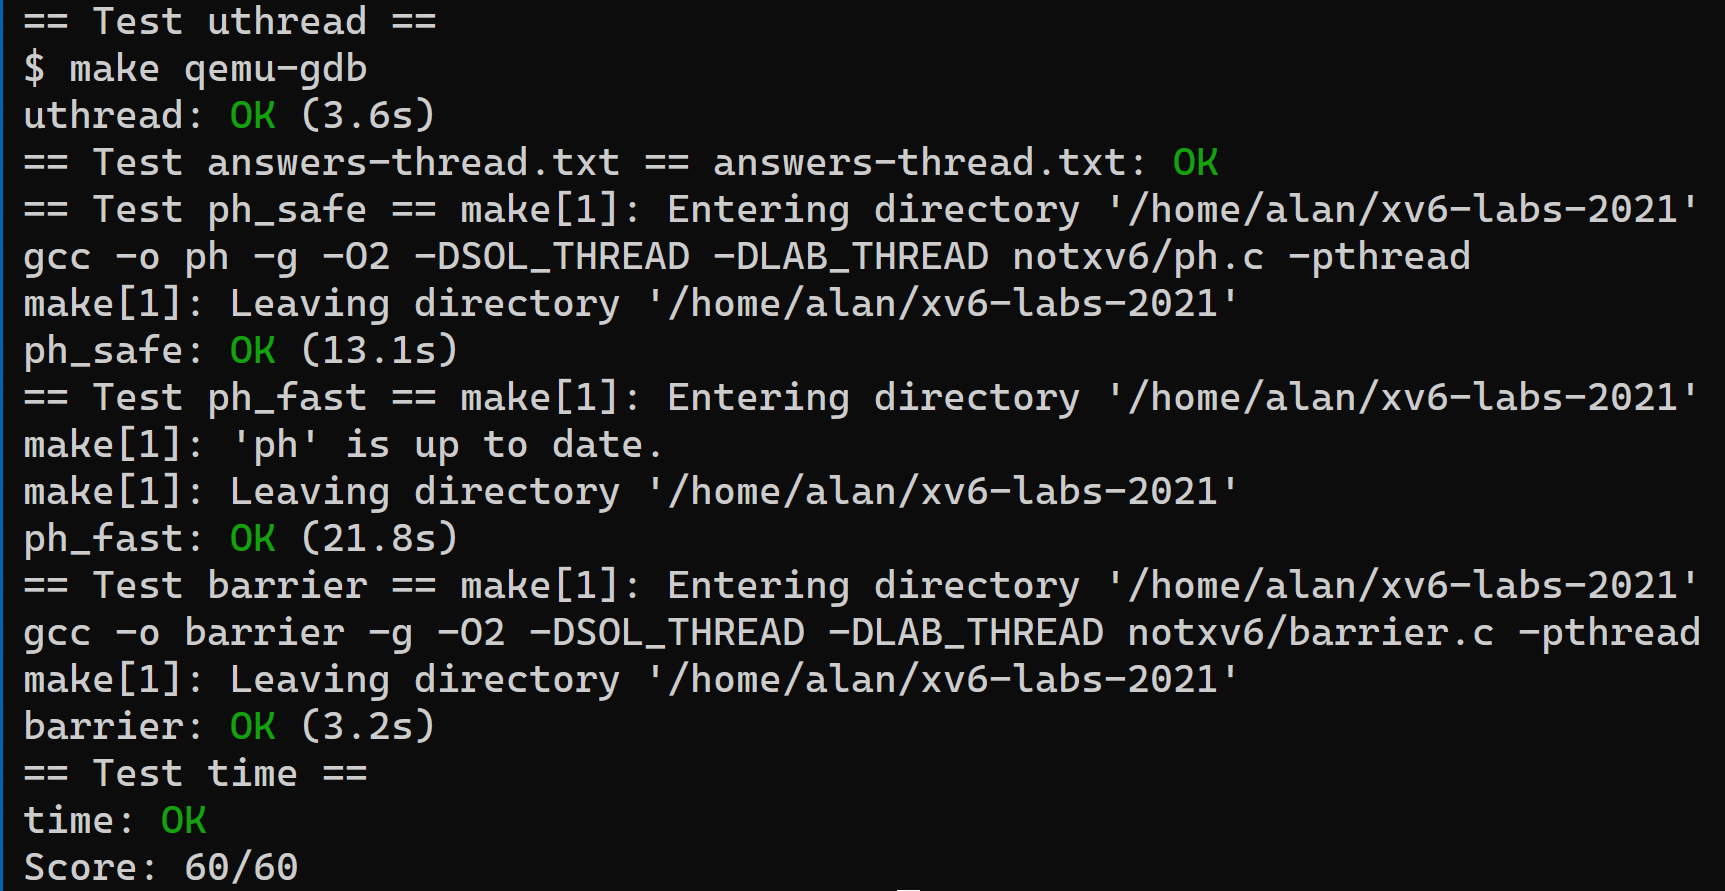 == Test uthread ==
$ make qemu-gdb
uthread: OK (3.6s)
== Test answers-thread.txt == answers-thread.txt: OK
== Test ph_safe == make[1]: Entering directory '/home/alan/xv6-labs-2021'
gcc -o ph -g -O2 -DSOL_THREAD -DLAB_THREAD notxv6/ph.c -pthread
make[1]: Leaving directory '/home/alan/xv6-labs-2021'
ph_safe: OK (13.1s)
== Test ph_fast == make[1]: Entering directory '/home/alan/xv6-labs-2021'
make[1]: 'ph' is up to date.
make[1]: Leaving directory '/home/alan/xv6-labs-2021'
ph_fast: OK (21.8s)
== Test barrier == make[1]: Entering directory '/home/alan/xv6-labs-2021'
gcc -o barrier -g -O2 -DSOL_THREAD -DLAB_THREAD notxv6/barrier.c -pthread
make[1]: Leaving directory '/home/alan/xv6-labs-2021'
barrier: OK (3.2s)
== Test time ==
time: OK
Score: 60/60